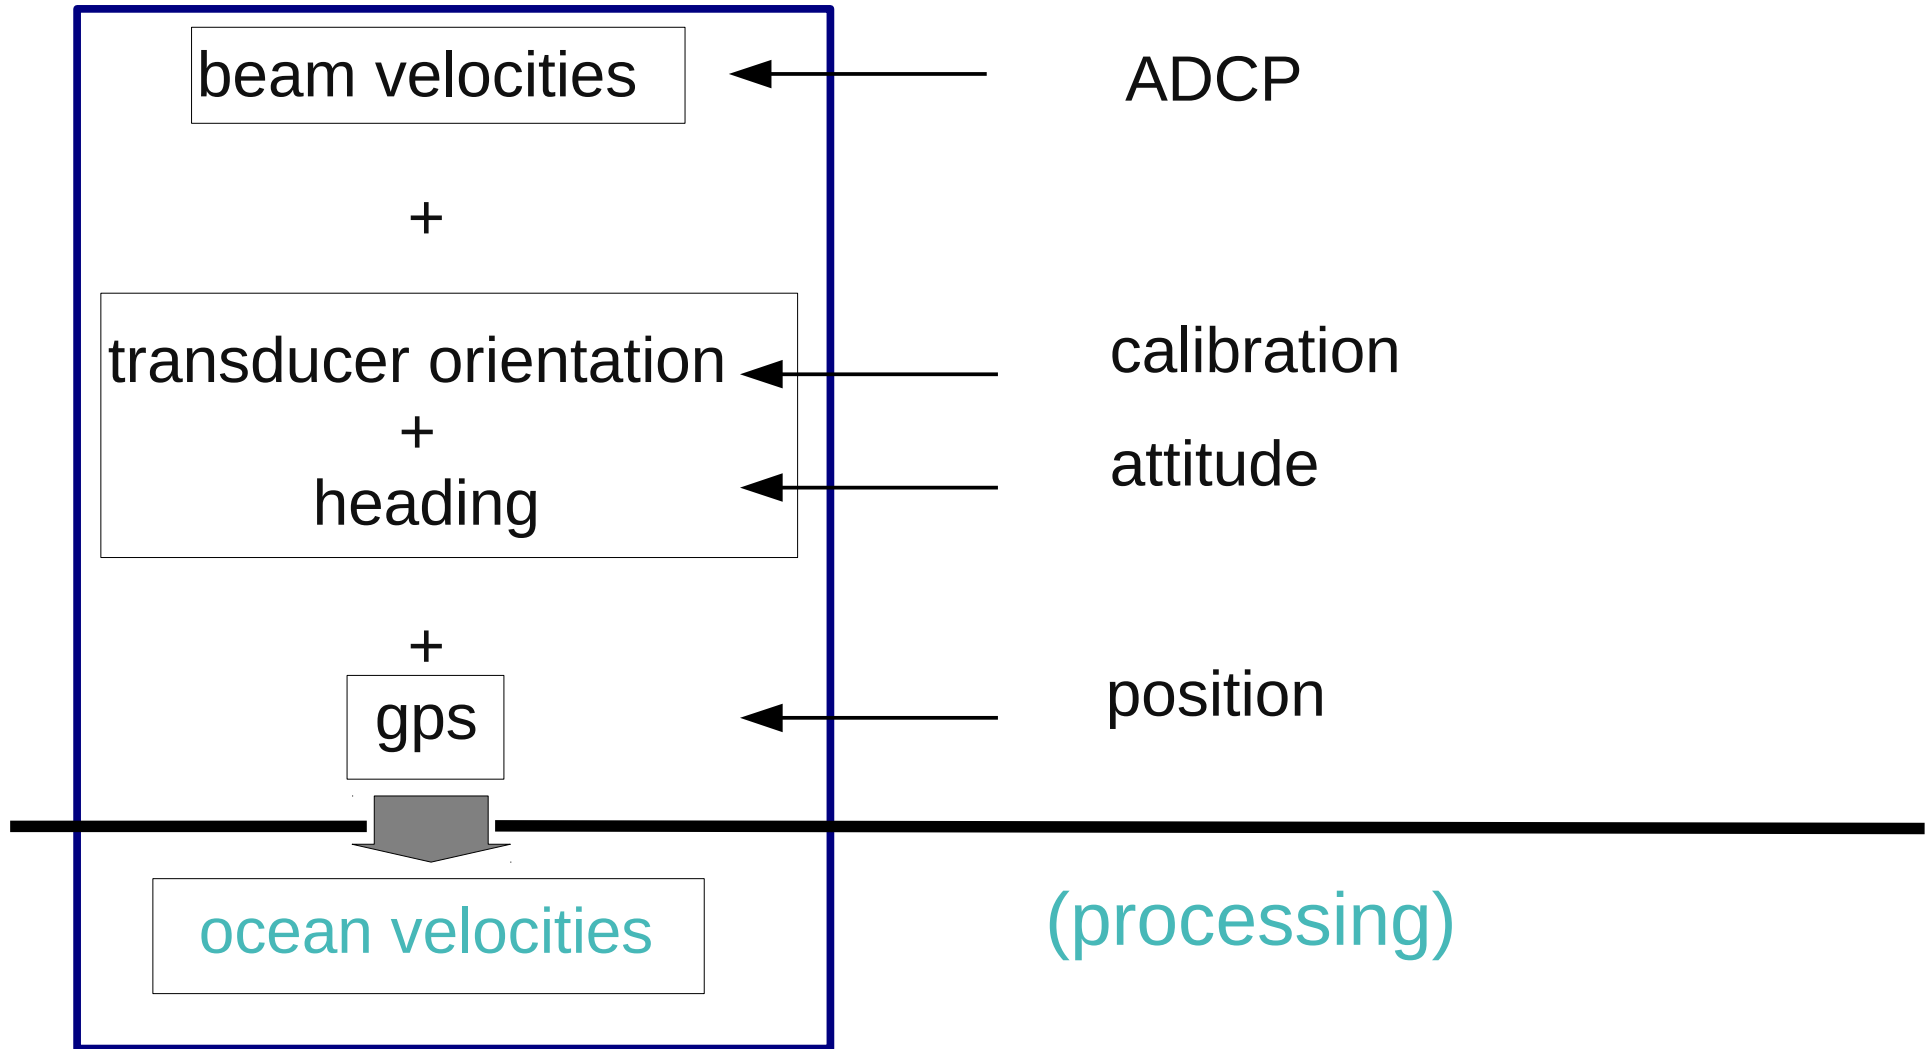 beam velocities
ADCP
+
transducer orientation
calibration
+
heading
attitude
+
gps
position
ocean velocities
(processing)